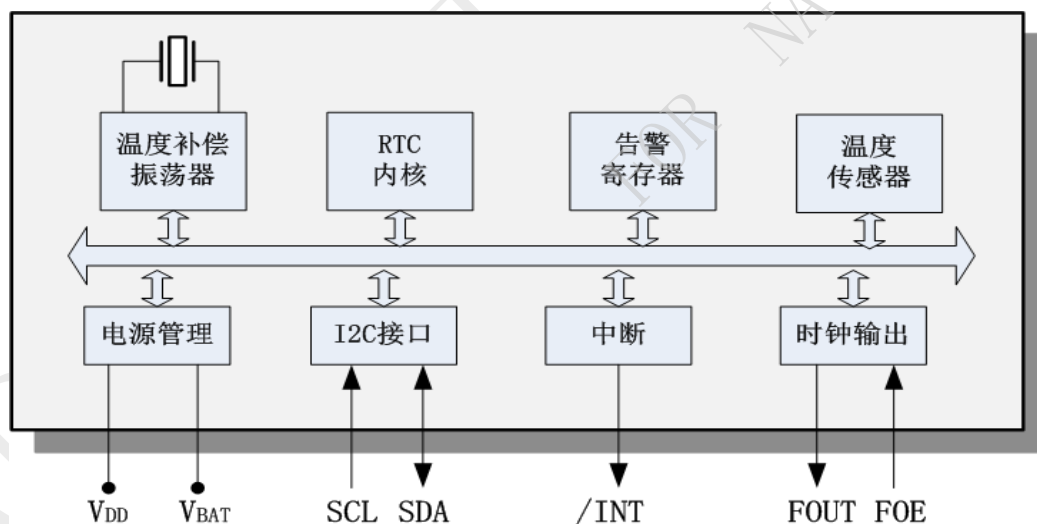 温度补偿
振荡器
RTC
内核
告警
寄存器
温度
传感器
电源管理
I2C接口
中断
时钟输出
VDD
VBAT
SCL
SDA
/INT
FOUT
FOE
FOR